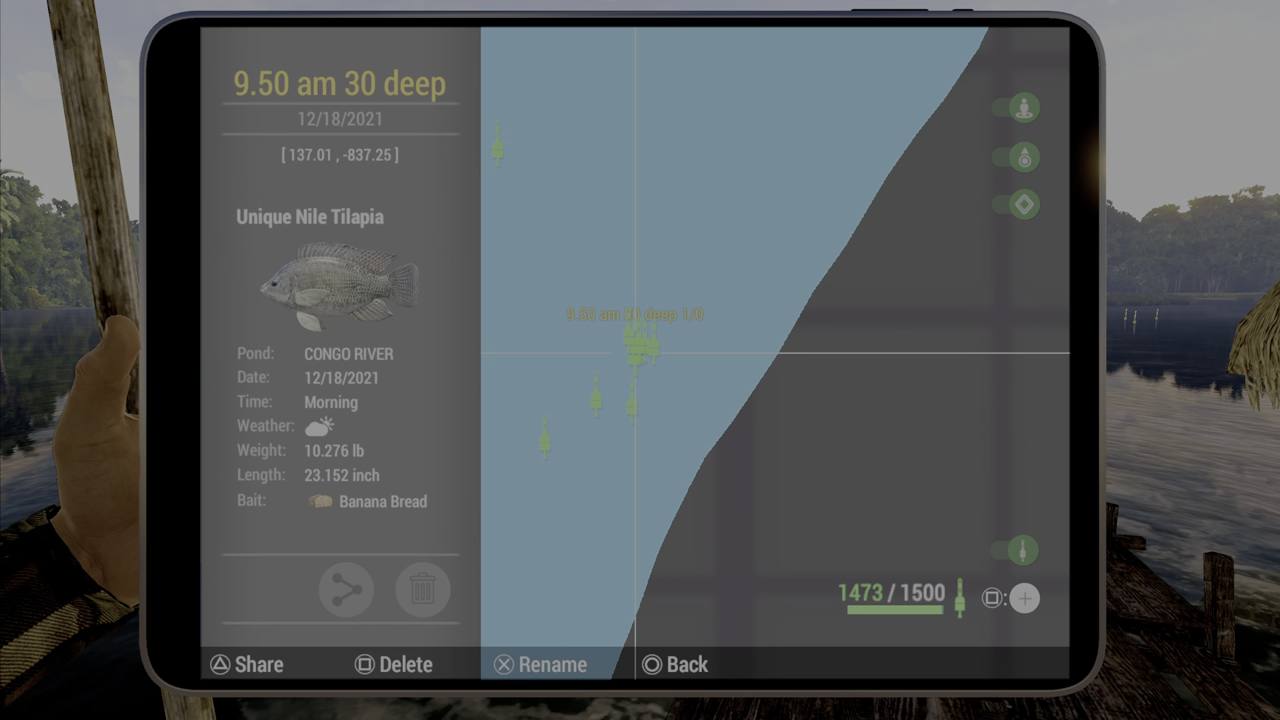 9.50 am 30 deep
12/18/2021
[ 137.01 , -837.25 ]
Unique Nile Tilapia
Pond: CONGO RIVER
Date: 12/18/2021
Time: Morning
Weather:
Weight: 10.276 lb
Length: 23.152 inch
Bait: Banana Bread
9.50 am 30 deep 1/0
1473 / 1500
Share Delete Rename Back